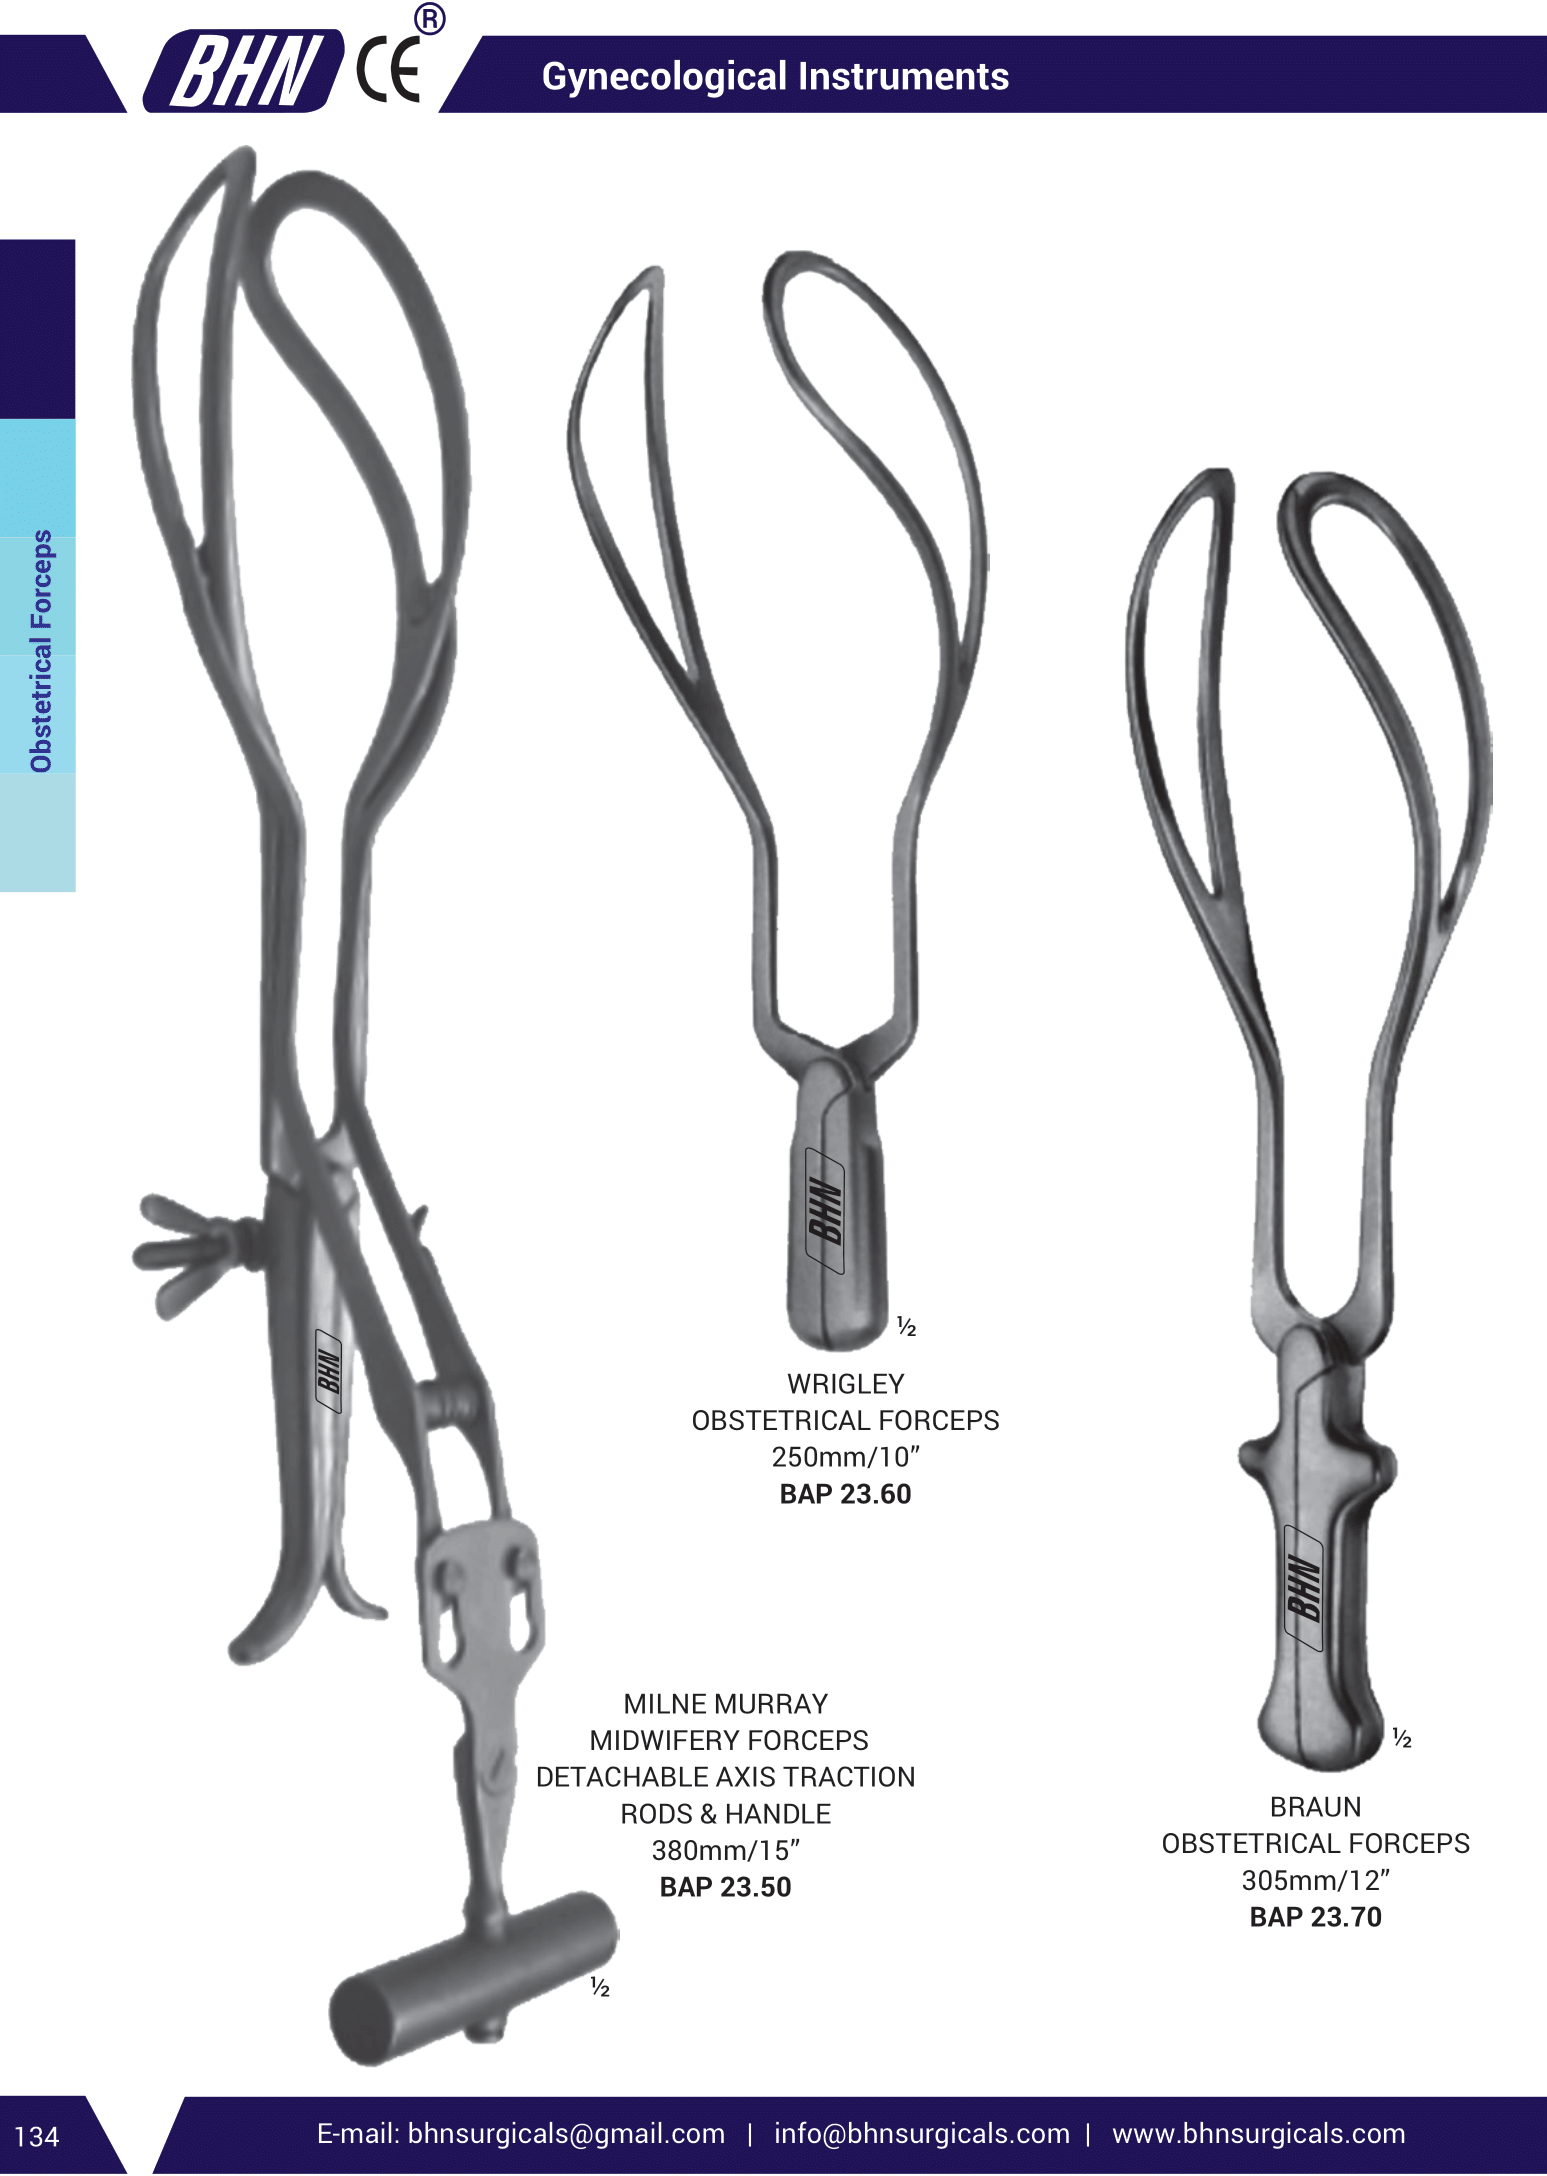 BHN CE ®
Gynecological Instruments
Obstetrical Forceps
BHN
BHN
½
WRIGLEY
OBSTETRICAL FORCEPS
250mm/10”
BAP 23.60
BHN
½
MILNE MURRAY
MIDWIFERY FORCEPS
DETACHABLE AXIS TRACTION
RODS & HANDLE
380mm/15”
BAP 23.50
½
BRAUN
OBSTETRICAL FORCEPS
305mm/12”
BAP 23.70
134
E-mail: bhnsurgicals@gmail.com | info@bhnsurgicals.com | www.bhnsurgicals.com